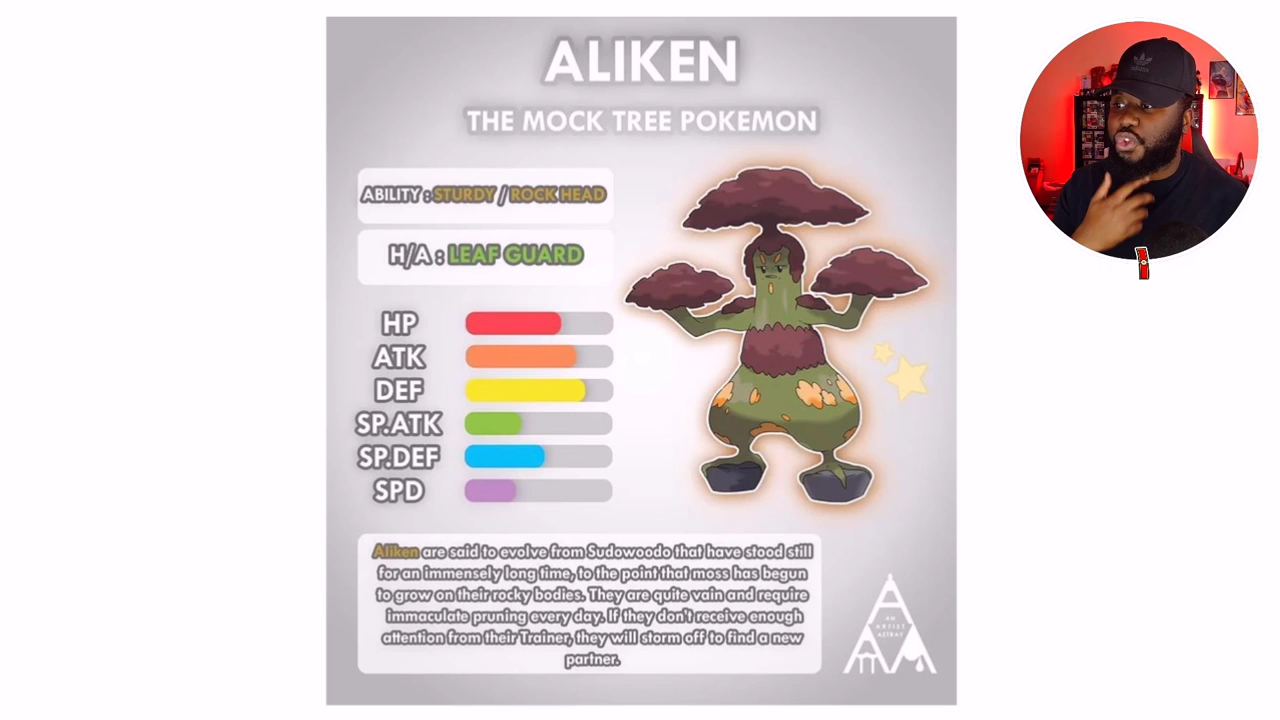 ALIKEN
THE MOCK TREE POKEMON
ABILITY : STURDY / ROCK HEAD
H/A : LEAF GUARD
HP
ATK
DEF
SP.ATK
SP.DEF
SPD
Aliken are said to evolve from Sudowoodo that have stood still
for an immensely long time, to the point that moss has begun
to grow on their rocky bodies. They are quite vain and require
immaculate pruning every day. If they don't receive enough
attention from their Trainer, they will storm off to find a new
partner.
AN
ARTIST
ASTRAY